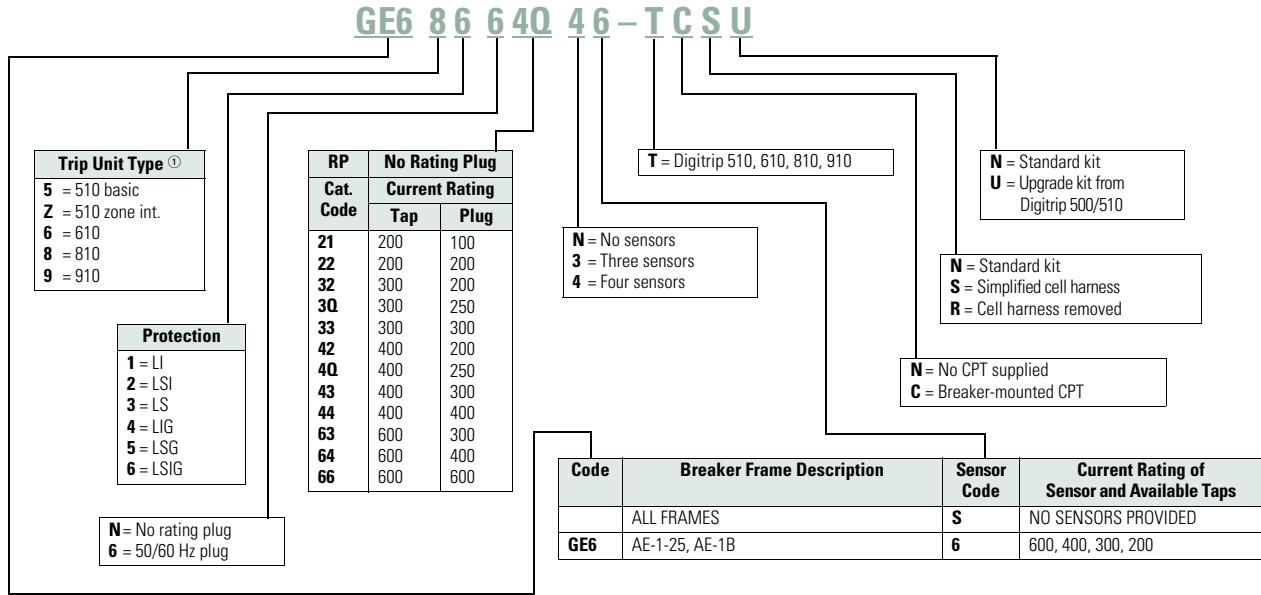 GE6 8 6 6 4Q 4 6 – T C S U
Trip Unit Type ①
5 = 510 basic
Z = 510 zone int.
6 = 610
8 = 810
9 = 910
Protection
1 = LI
2 = LSI
3 = LS
4 = LIG
5 = LSG
6 = LSIG
N = No rating plug
6 = 50/60 Hz plug
RP No Rating Plug
Cat. Code Current Rating
Tap Plug
21 200 100
22 200 200
32 300 200
3Q 300 250
33 300 300
42 400 200
4Q 400 250
43 400 300
44 400 400
63 600 300
64 600 400
66 600 600
N = No sensors
3 = Three sensors
4 = Four sensors
T = Digitrip 510, 610, 810, 910
N = Standard kit
U = Upgrade kit from
Digitrip 500/510
N = Standard kit
S = Simplified cell harness
R = Cell harness removed
N = No CPT supplied
C = Breaker-mounted CPT
Code Breaker Frame Description Sensor Code Current Rating of Sensor and Available Taps
ALL FRAMES S NO SENSORS PROVIDED
GE6 AE-1-25, AE-1B 6 600, 400, 300, 200